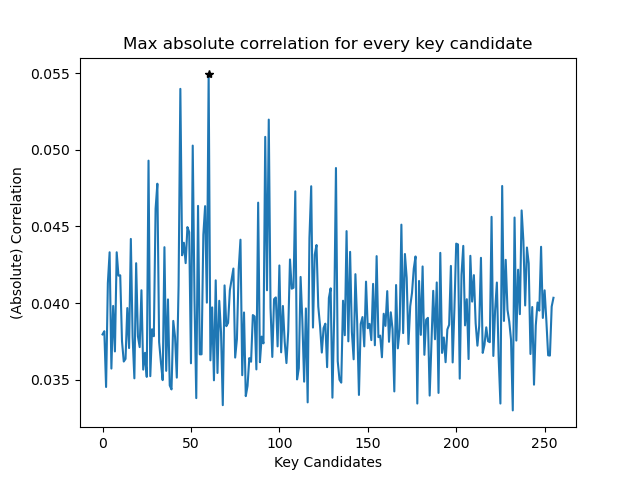 Max absolute correlation for every key candidate
0.055
0.050
0.045
0.040
0.035
(Absolute) Correlation
0 50 100 150 200 250
Key Candidates